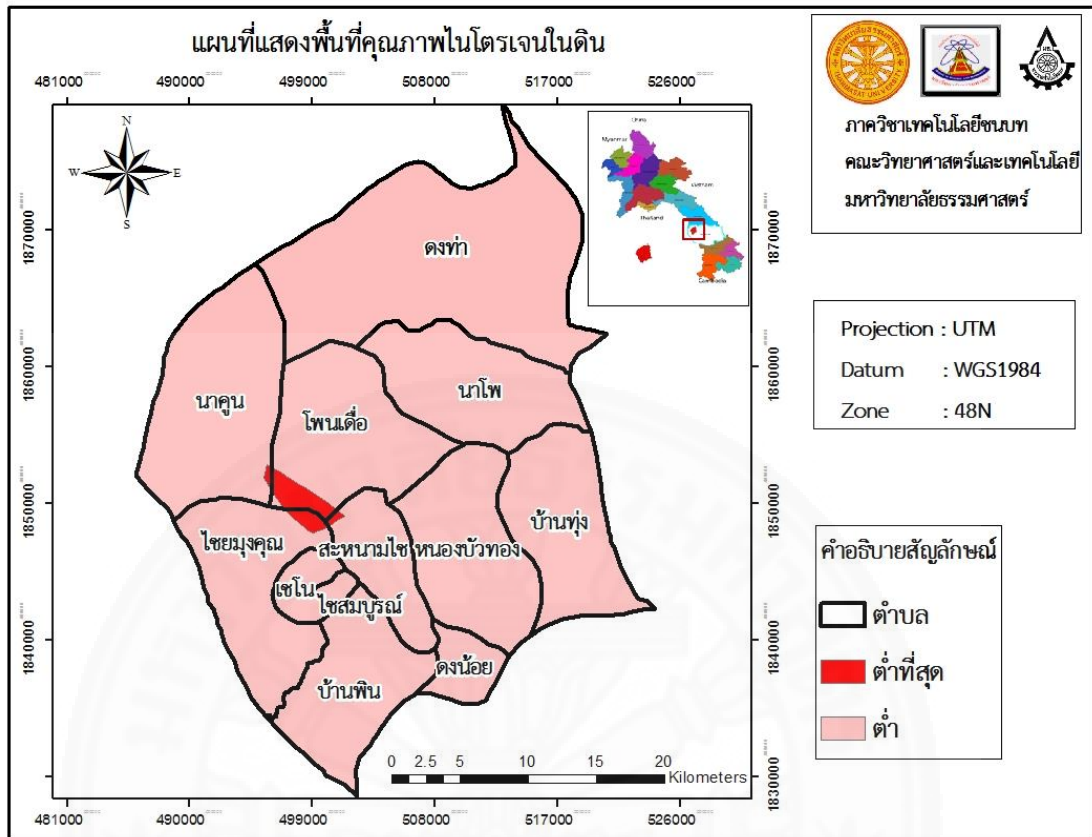 แผนที่แสดงพื้นที่คุณภาพไนโตรเจนในดิน
481000 490000 499000 508000 517000 526000
N
W E
S
China
Myanmar
Vietnam
Thailand
Cambodia
1870000 1870000
1860000 1860000
1850000 1850000
1840000 1840000
1830000
ดงท่า
นาคูน
นาโพ
โพนเดื่อ
บ้านทุ่ง
ไชยมุงคุณ
สะหนามไช
หนองบัวทอง
เชโน
ไชสมบูรณ์
ดงน้อย
บ้านพิน
0 2.5 5 10 15 20
Kilometers
481000 490000 499000 508000 517000 526000
THAMMASAT UNIVERSITY
ภาควิชาเทคโนโลยีชนบท
คณะวิทยาศาสตร์และเทคโนโลยี
มหาวิทยาลัยธรรมศาสตร์
Projection : UTM
Datum : WGS1984
Zone : 48N
คำอธิบายสัญลักษณ์
ตำบล
ต่ำที่สุด
ต่ำ